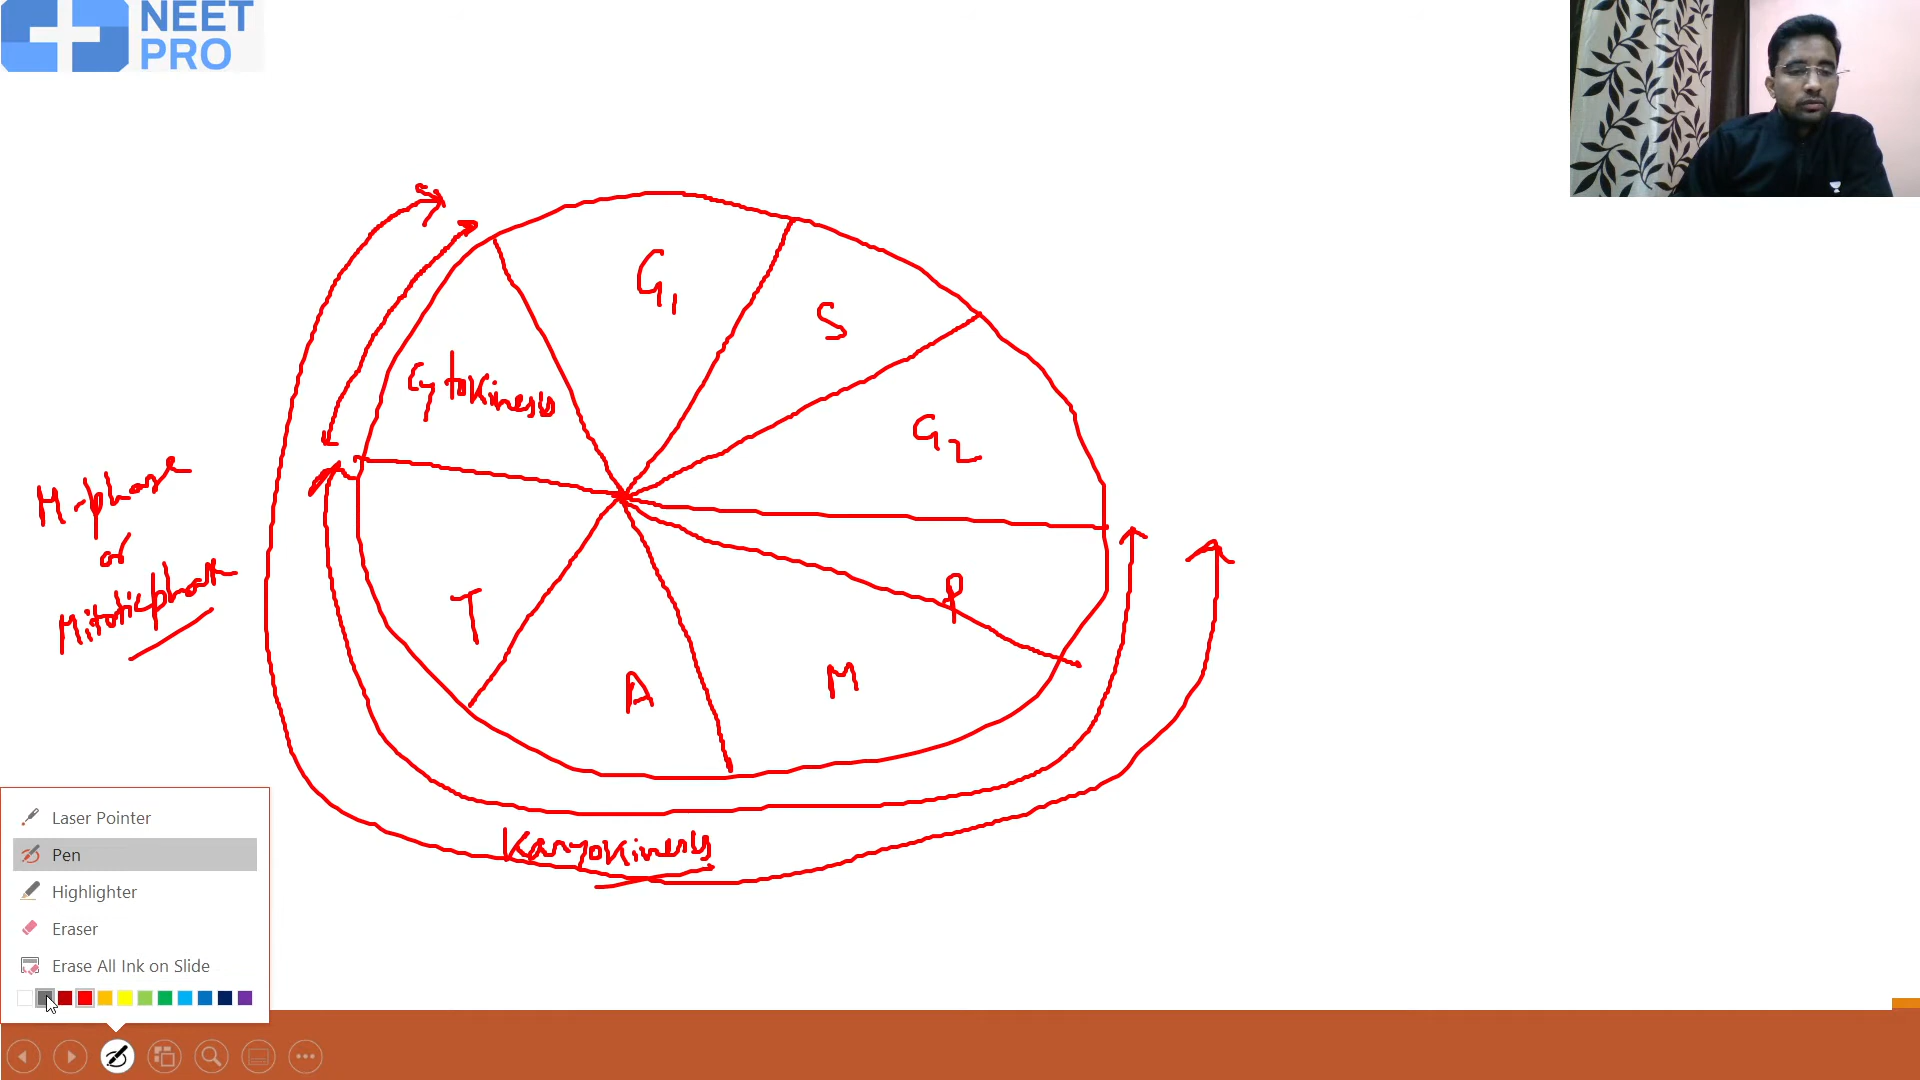 NEET
PRO
G1
S
Cytokinesis
G2
M-phase
or
Mitotic phase
T
P
A
M
Karyokinesis
Laser Pointer
Pen
Highlighter
Eraser
Erase All Ink on Slide